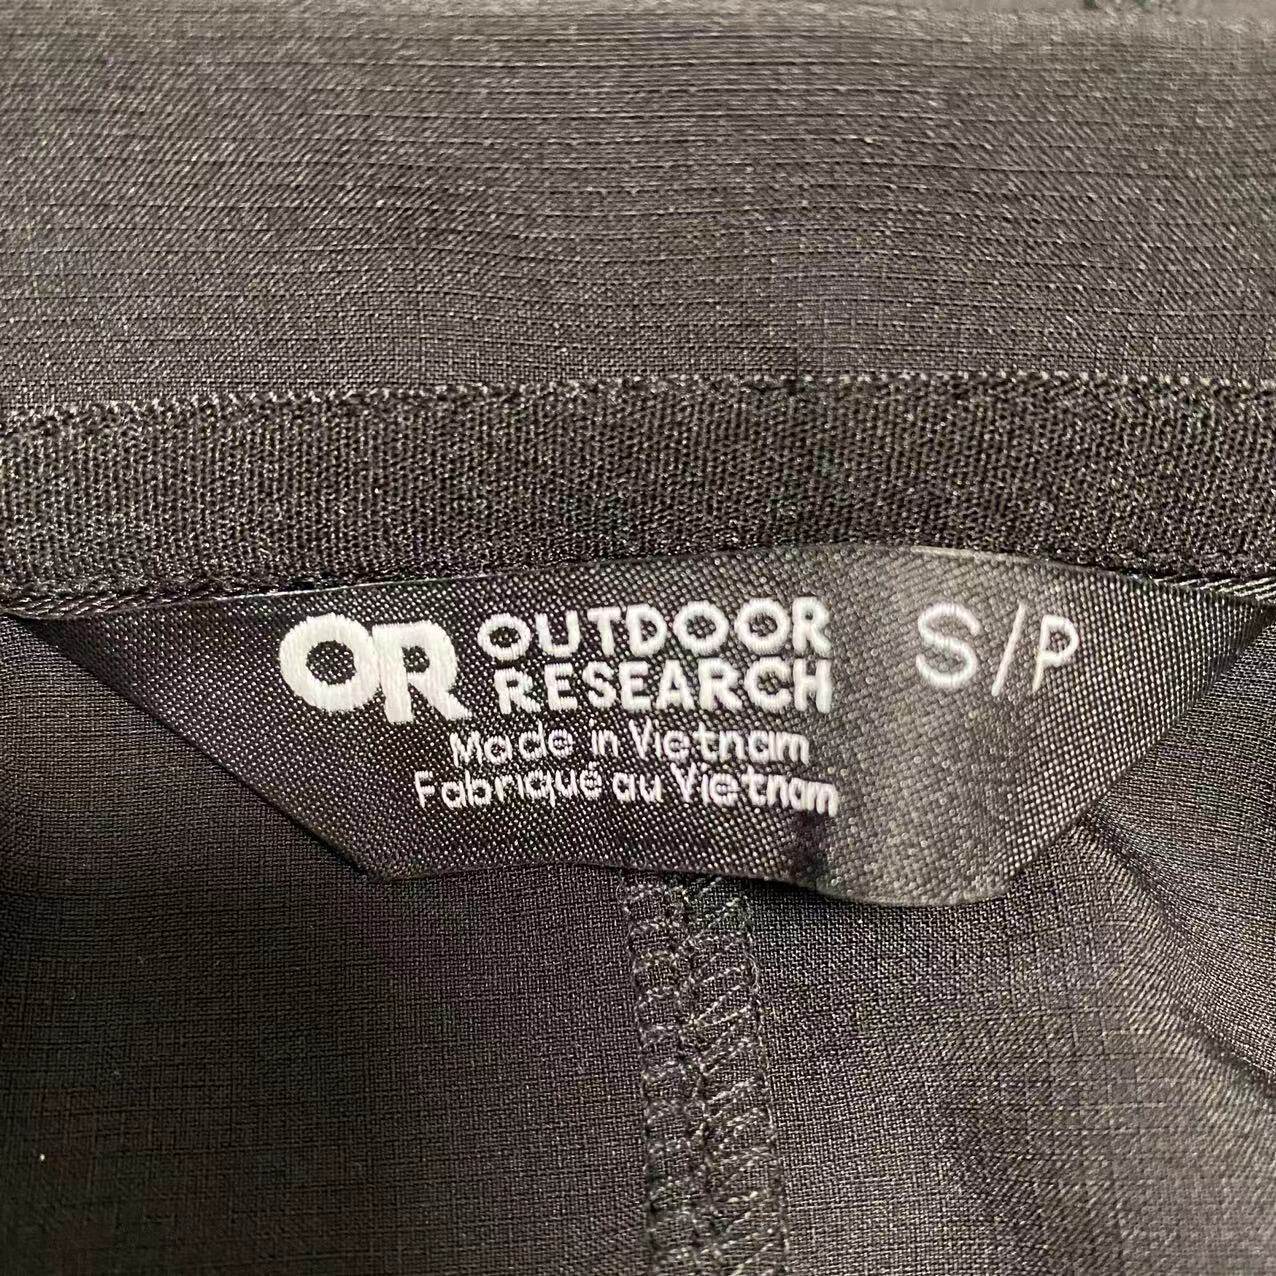 OR OUTDOOR RESEARCH S/P
Made in Vietnam
Fabriqué au Vietnam